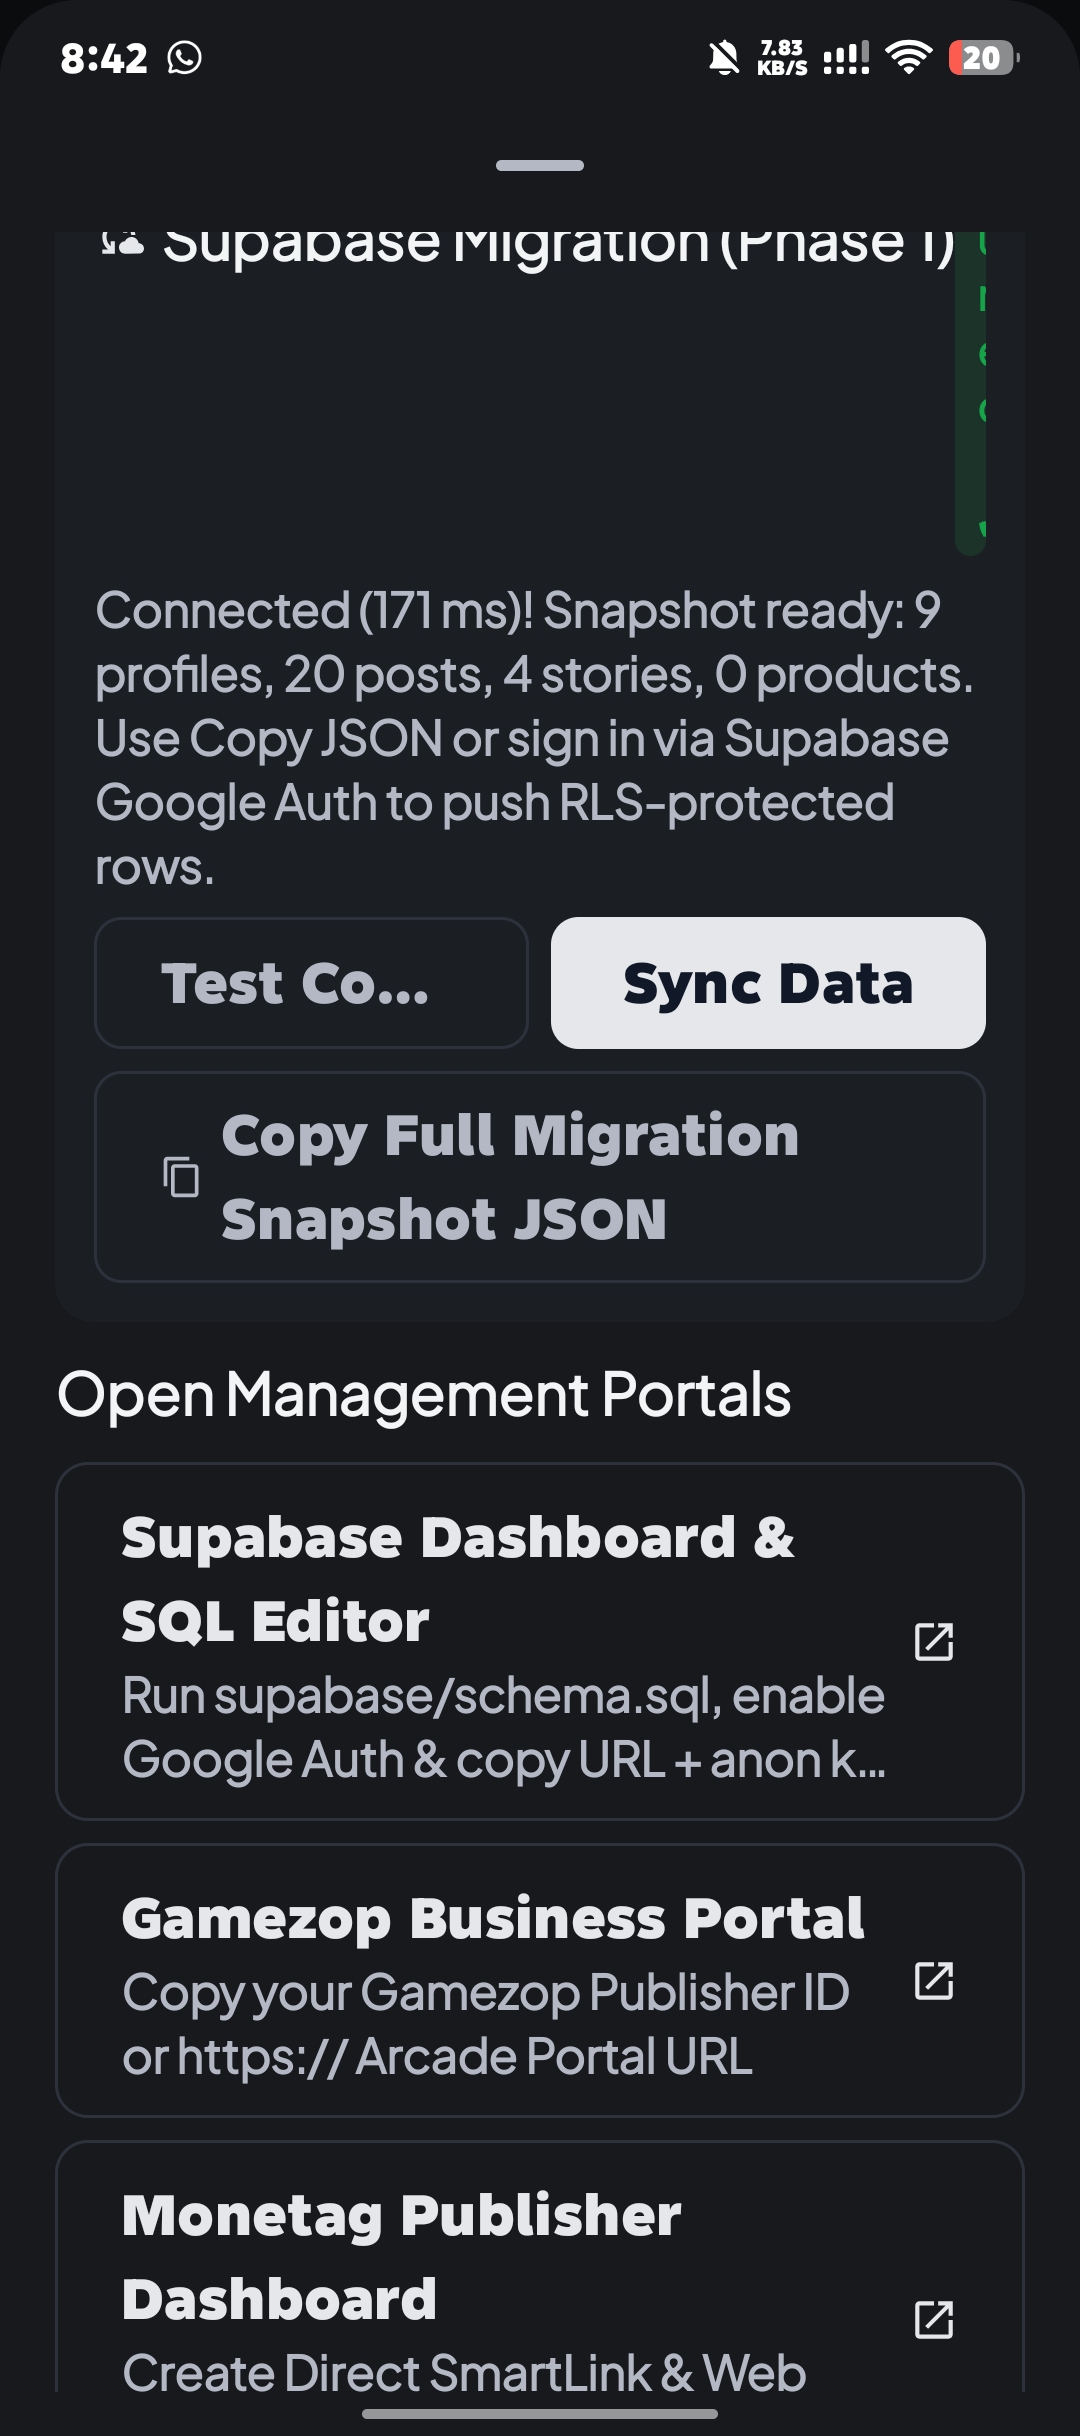 8:42
7.83
KB/S
20
Supabase Migration (Phase 1)
Connected (171 ms)! Snapshot ready: 9
profiles, 20 posts, 4 stories, 0 products.
Use Copy JSON or sign in via Supabase
Google Auth to push RLS-protected
rows.
Test Co...
Sync Data
Copy Full Migration
Snapshot JSON
Open Management Portals
Supabase Dashboard &
SQL Editor
Run supabase/schema.sql, enable
Google Auth & copy URL + anon k...
Gamezop Business Portal
Copy your Gamezop Publisher ID
or https:// Arcade Portal URL
Monetag Publisher
Dashboard
Create Direct SmartLink & Web